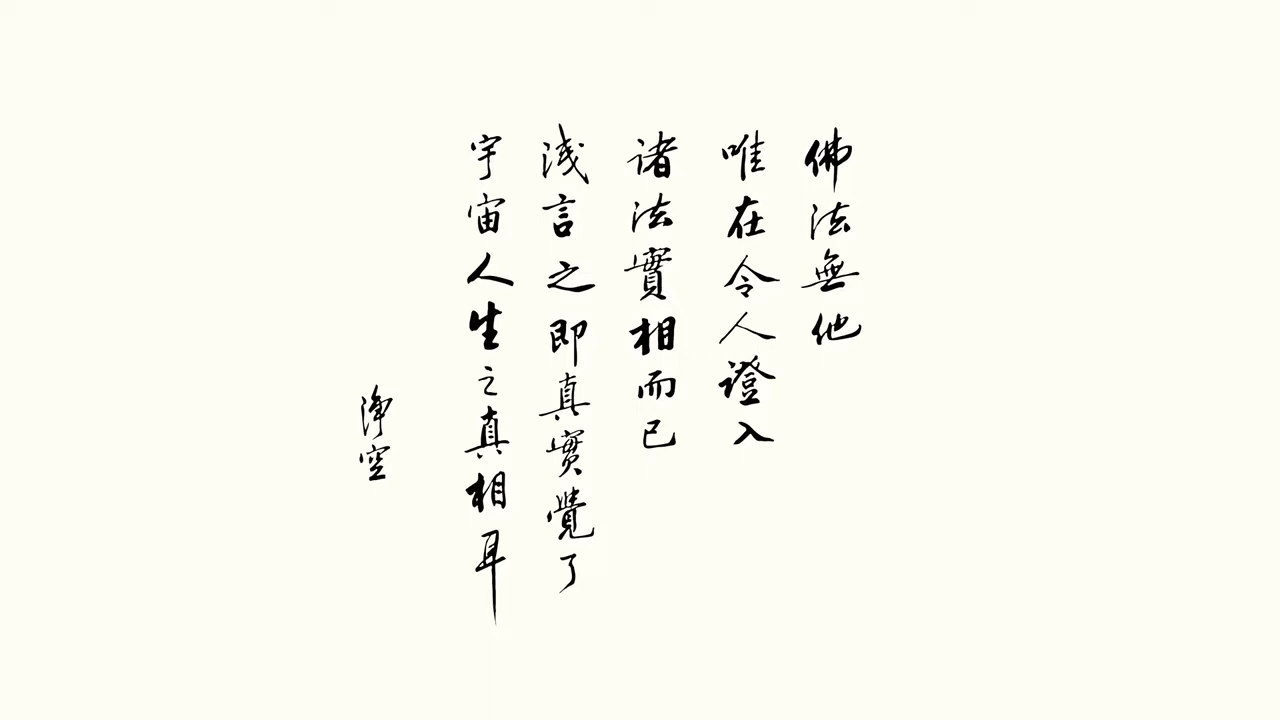 佛法無他
唯在令人證入
諸法實相而已
淺言之即真實覺了
宇宙人生之真相耳
淨空